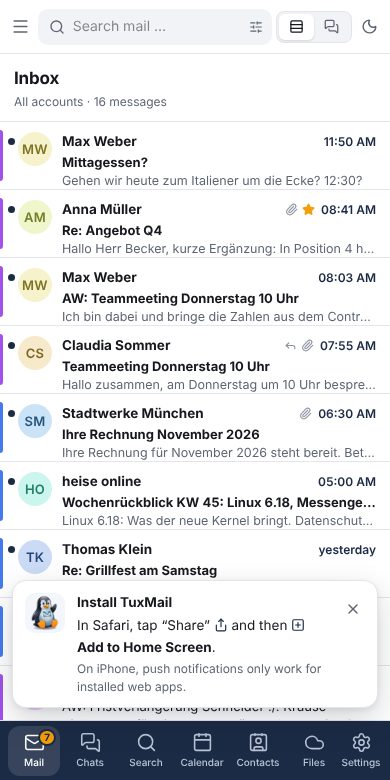 Search mail ...
Inbox
All accounts · 16 messages
MW
Max Weber
11:50 AM
Mittagessen?
Gehen wir heute zum Italiener um die Ecke? 12:30?
AM
Anna Müller
08:41 AM
Re: Angebot Q4
Hallo Herr Becker, kurze Ergänzung: In Position 4 h...
MW
Max Weber
08:03 AM
AW: Teammeeting Donnerstag 10 Uhr
Ich bin dabei und bringe die Zahlen aus dem Contr...
CS
Claudia Sommer
07:55 AM
Teammeeting Donnerstag 10 Uhr
Hallo zusammen, am Donnerstag um 10 Uhr bespre...
SM
Stadtwerke München
06:30 AM
Ihre Rechnung November 2026
Ihre Rechnung für November 2026 steht bereit. Bet...
HO
heise online
05:00 AM
Wochenrückblick KW 45: Linux 6.18, Messenge...
Linux 6.18: Was der neue Kernel bringt. Datenschut...
TK
Thomas Klein
yesterday
Re: Grillfest am Samstag
Install TuxMail
In Safari, tap “Share” and then
Add to Home Screen.
On iPhone, push notifications only work for
installed web apps.
7
Mail
Chats
Search
Calendar
Contacts
Files
Settings